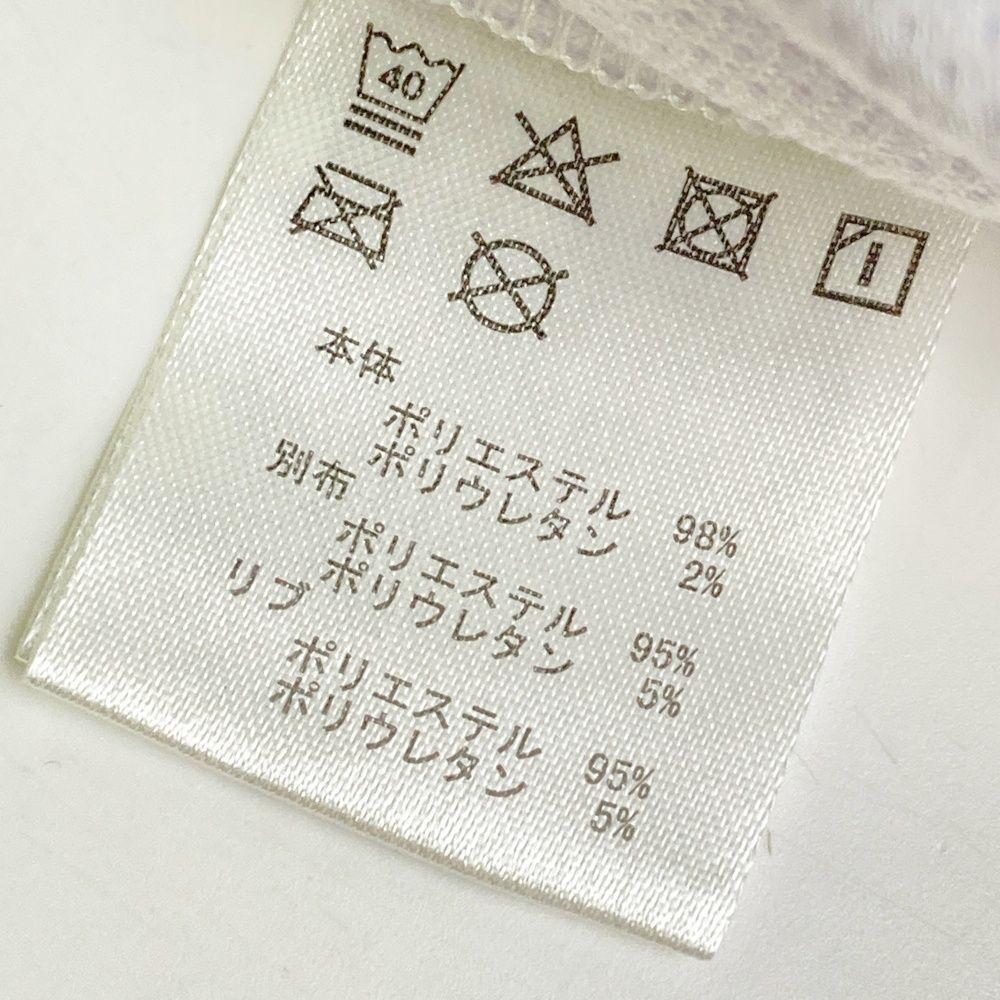 40
本体
ポリエステル 98%
ポリウレタン 2%
別布
ポリエステル 95%
ポリウレタン 5%
リブ
ポリエステル 95%
ポリウレタン 5%